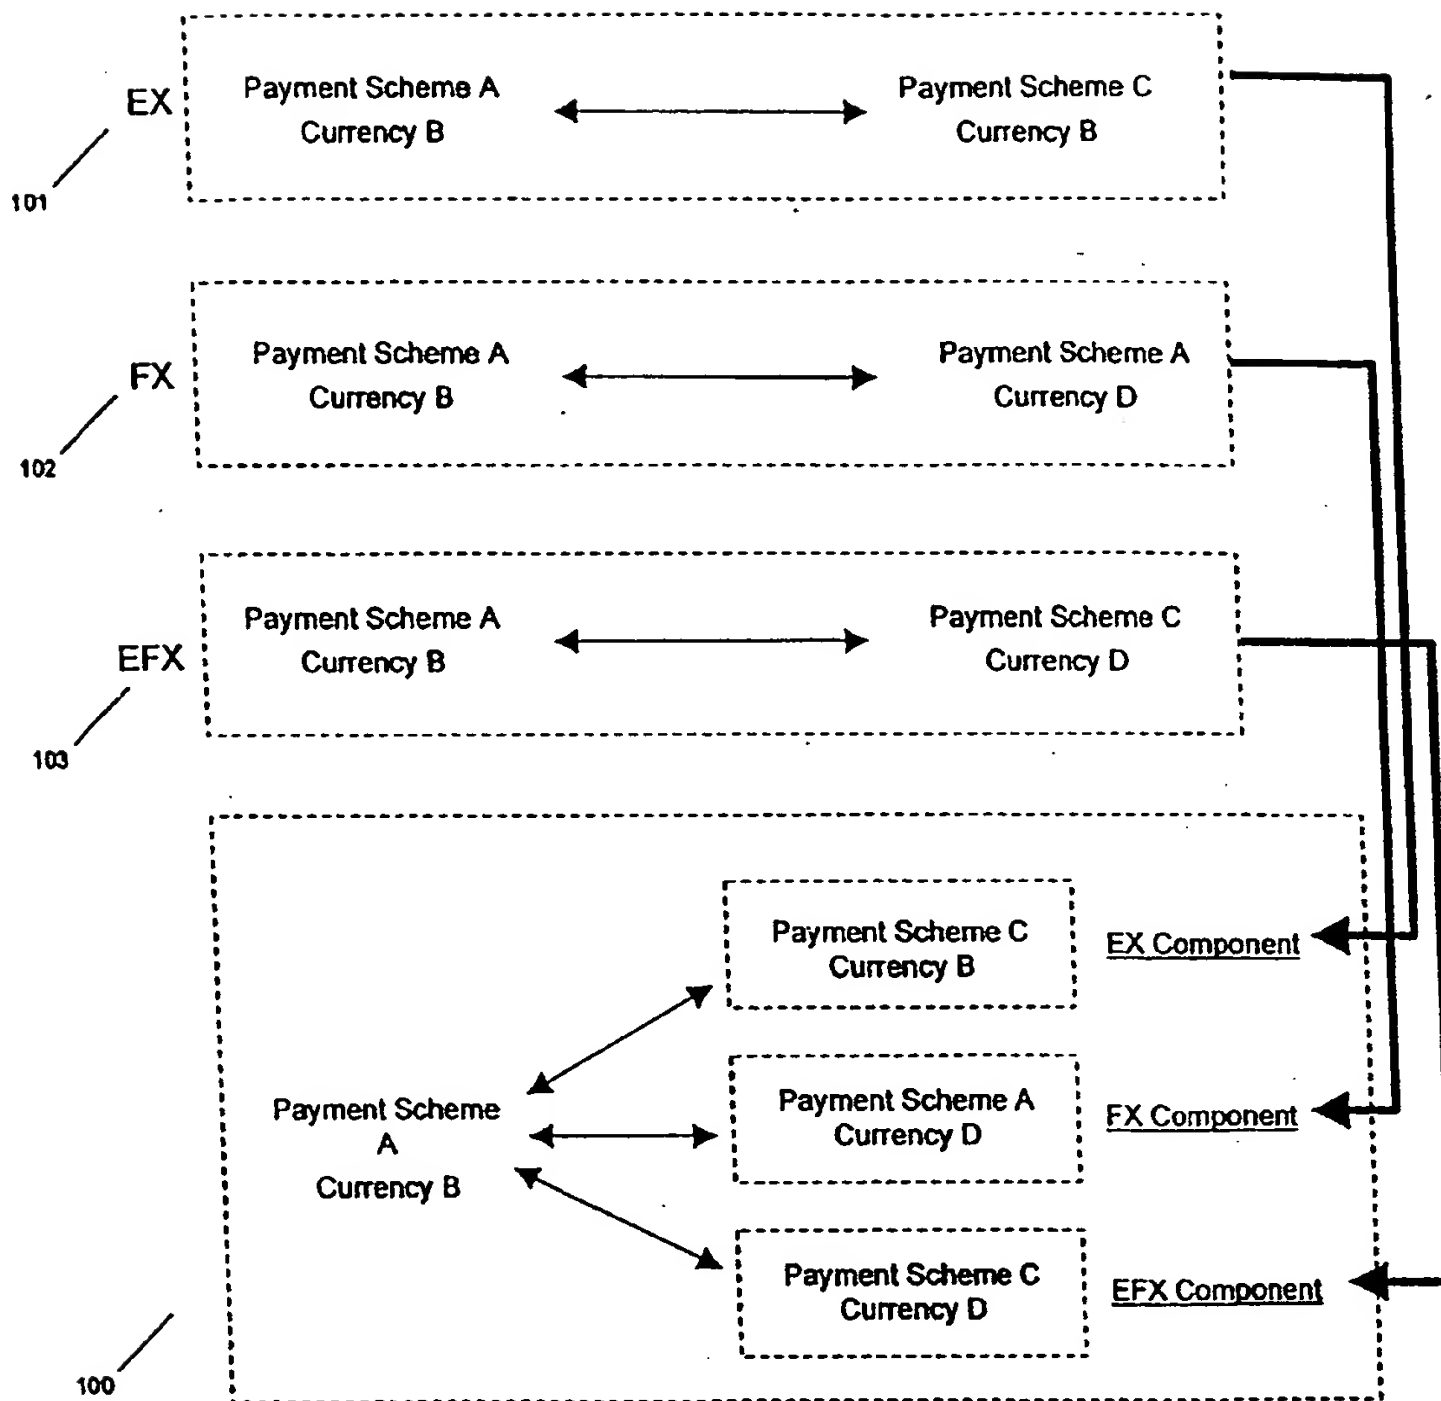 EX
Payment Scheme A
Currency B
Payment Scheme C
Currency B
101
FX
Payment Scheme A
Currency B
Payment Scheme A
Currency D
102
EFX
Payment Scheme A
Currency B
Payment Scheme C
Currency D
103
Payment Scheme
A
Currency B
Payment Scheme C
Currency B
EX Component
Payment Scheme A
Currency D
FX Component
Payment Scheme C
Currency D
EFX Component
100